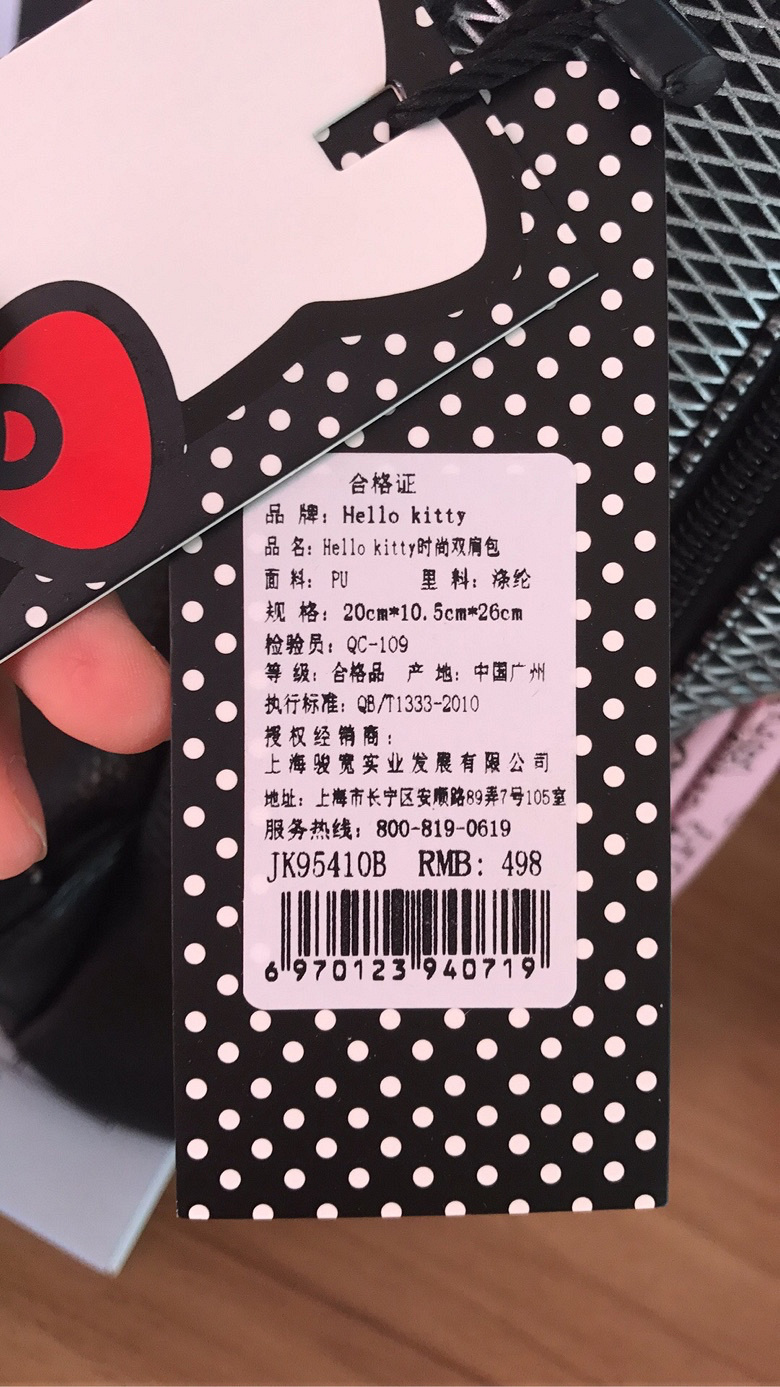 合格证
品 牌：Hello kitty
品 名：Hello kitty时尚双肩包
面 料： PU 里 料：涤纶
规 格：20cm*10.5cm*26cm
检验员：QC-109
等 级：合格品 产 地：中国广州
执行标准：QB/T1333-2010
授权经销商：
上海骏宽实业发展有限公司
地址：上海市长宁区安顺路89弄7号105室
服务热线：800-819-0619
JK95410B RMB: 498
6 970123 940719